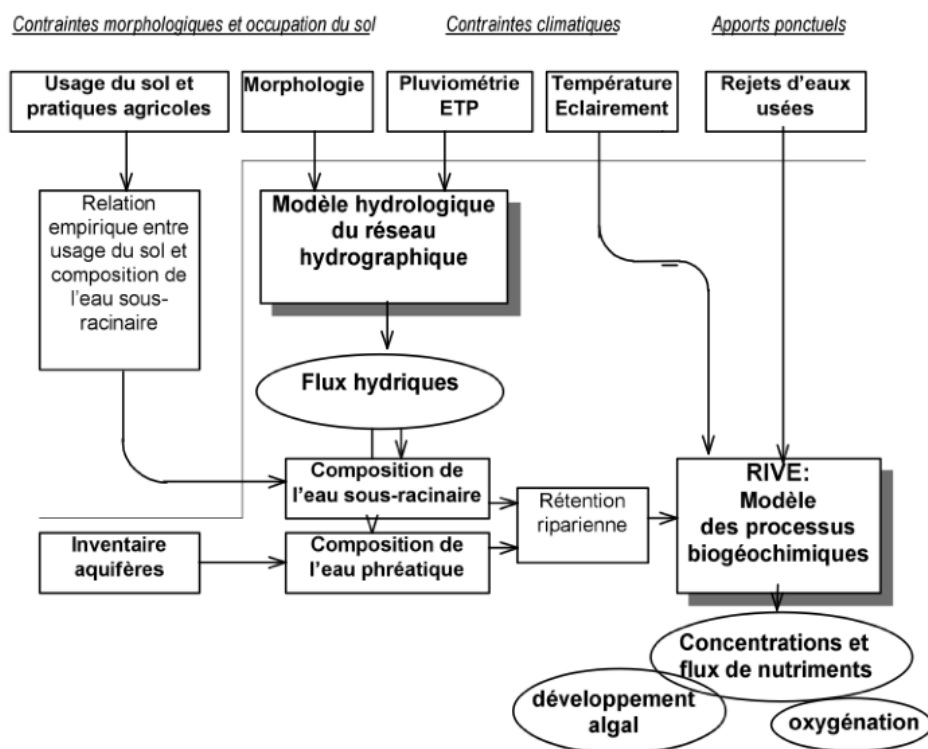 Contraintes morphologiques et occupation du sol
Contraintes climatiques
Apports ponctuels
Usage du sol et
pratiques agricoles
Morphologie
Pluviométrie
ETP
Température
Eclairement
Rejets d'eaux
usées
Relation
empirique entre
usage du sol et
composition de
l'eau sous-
racinaire
Modèle hydrologique
du réseau
hydrographique
Flux hydriques
Composition de
l'eau sous-racinaire
Rétention
riparienne
RIVE:
Modèle
des processus
biogéochimiques
Inventaire
aquifères
Composition de
l'eau phréatique
Concentrations et
flux de nutriments
développement
algal
oxygénation